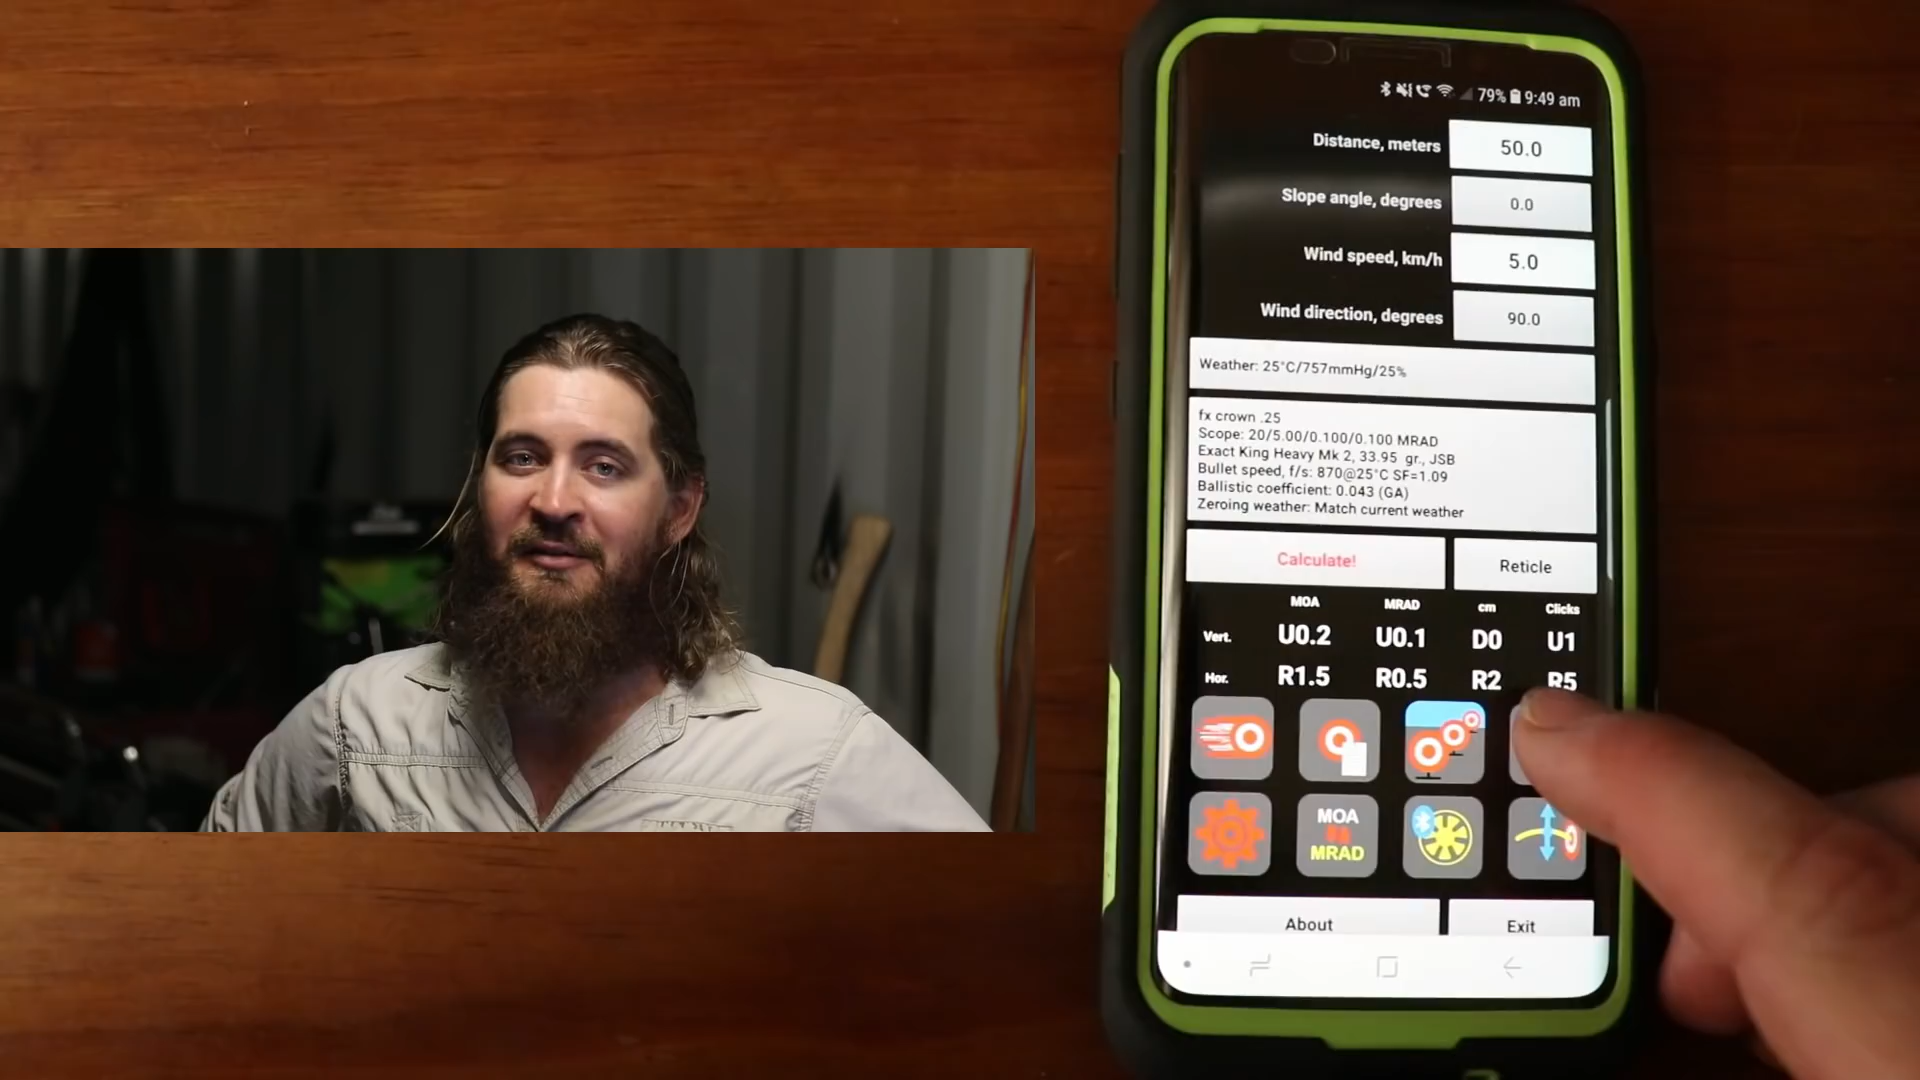 79% 9:49 am
Distance, meters 50.0
Slope angle, degrees 0.0
Wind speed, km/h 5.0
Wind direction, degrees 90.0
Weather: 25°C/757mmHg/25%
fx crown .25
Scope: 20/5.00/0.100/0.100 MRAD
Exact King Heavy Mk 2, 33.95 gr., JSB
Bullet speed, f/s: 870@25°C SF=1.09
Ballistic coefficient: 0.043 (GA)
Zeroing weather: Match current weather
Calculate! Reticle
MOA MRAD cm Clicks
Vert. U0.2 U0.1 D0 U1
Hor. R1.5 R0.5 R2 R5
MOA
MRAD
About Exit